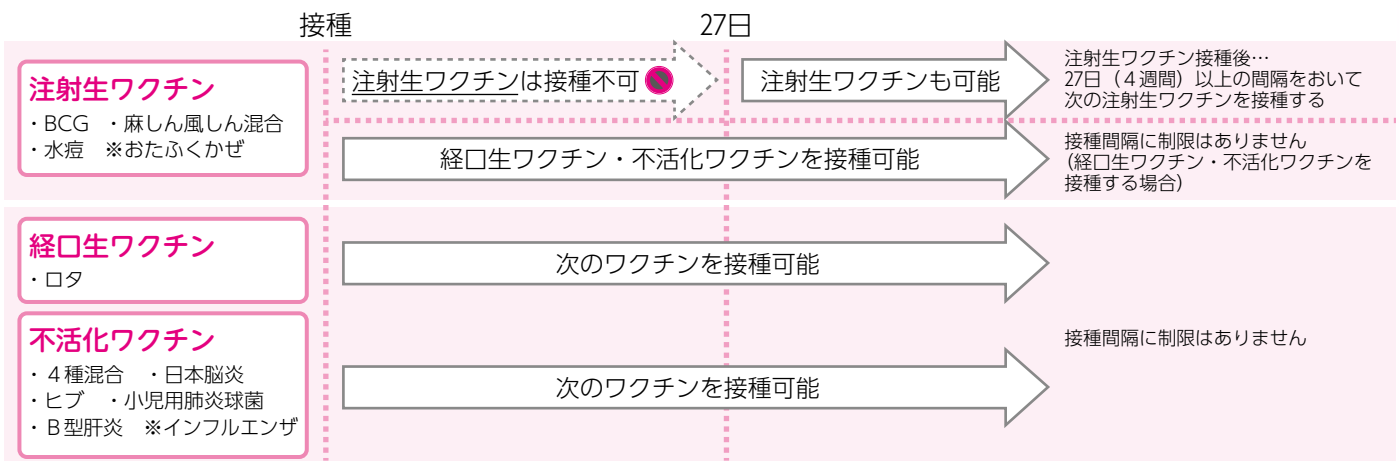 接種
27日
注射生ワクチン
・BCG ・麻しん風しん混合
・水痘 ※おたふくかぜ
注射生ワクチンは接種不可
注射生ワクチンも可能
注射生ワクチン接種後…
27日（４週間）以上の間隔をおいて
次の注射生ワクチンを接種する
経口生ワクチン・不活化ワクチンを接種可能
接種間隔に制限はありません
(経口生ワクチン・不活化ワクチンを
接種する場合)
経口生ワクチン
・ロタ
次のワクチンを接種可能
不活化ワクチン
・４種混合 ・日本脳炎
・ヒブ ・小児用肺炎球菌
・Ｂ型肝炎 ※インフルエンザ
次のワクチンを接種可能
接種間隔に制限はありません